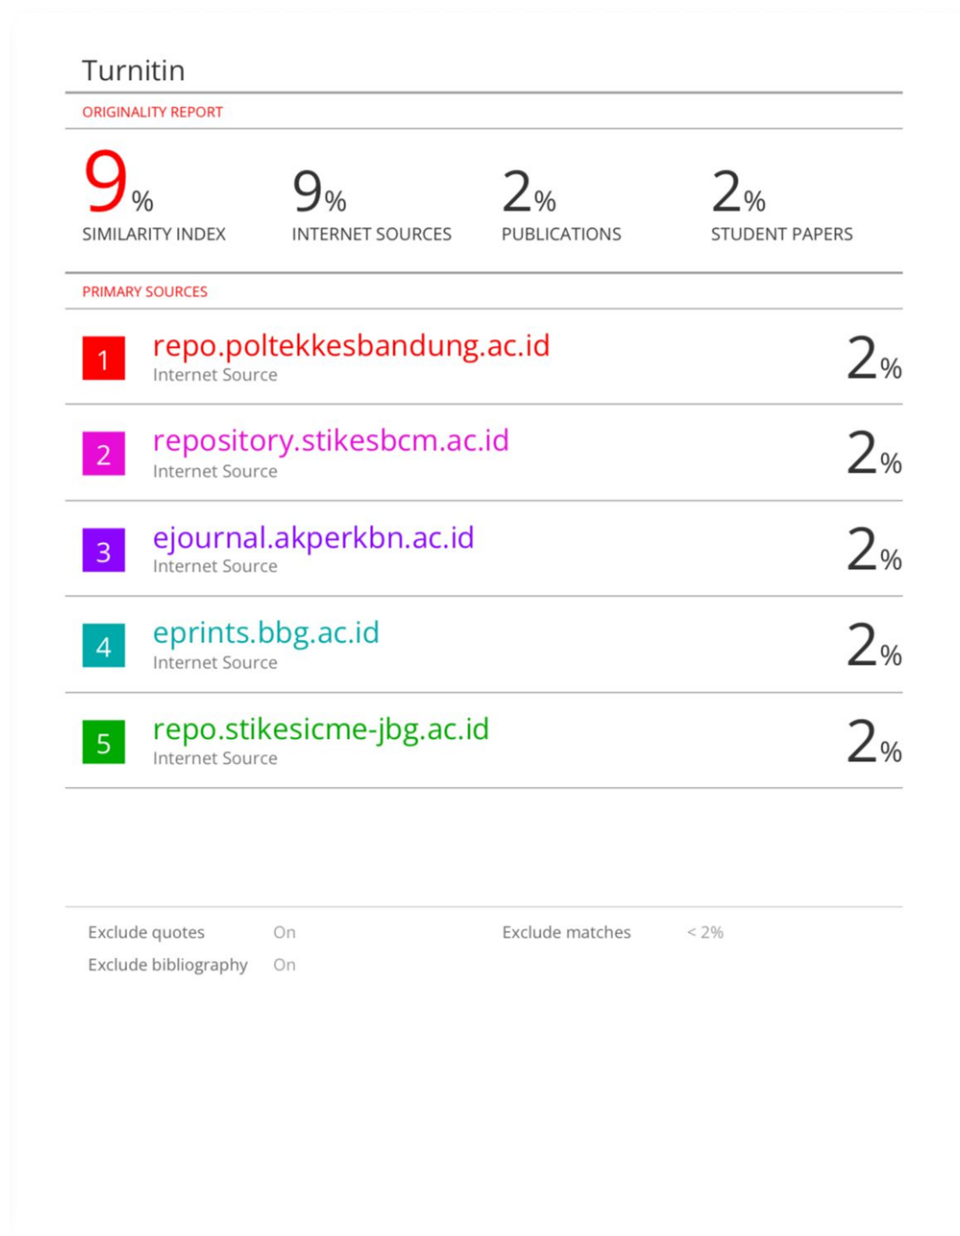 Turnitin
ORIGINALITY REPORT
9% 9% 2% 2%
SIMILARITY INDEX INTERNET SOURCES PUBLICATIONS STUDENT PAPERS
PRIMARY SOURCES
1 repo.poltekkesbandung.ac.id 2%
Internet Source
2 repository.stikesbcm.ac.id 2%
Internet Source
3 ejournal.akperkbn.ac.id 2%
Internet Source
4 eprints.bbg.ac.id 2%
Internet Source
5 repo.stikesicme-jbg.ac.id 2%
Internet Source
Exclude quotes On Exclude matches < 2%
Exclude bibliography On